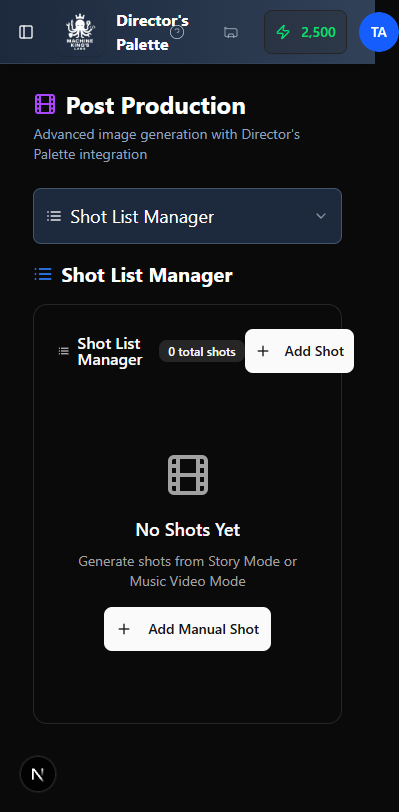 MACHINE
KING'S
LABS
Director's
Palette
2,500
TA
Post Production
Advanced image generation with Director's
Palette integration
Shot List Manager
Shot List Manager
Shot List
Manager
0 total shots
Add Shot
No Shots Yet
Generate shots from Story Mode or
Music Video Mode
Add Manual Shot
N